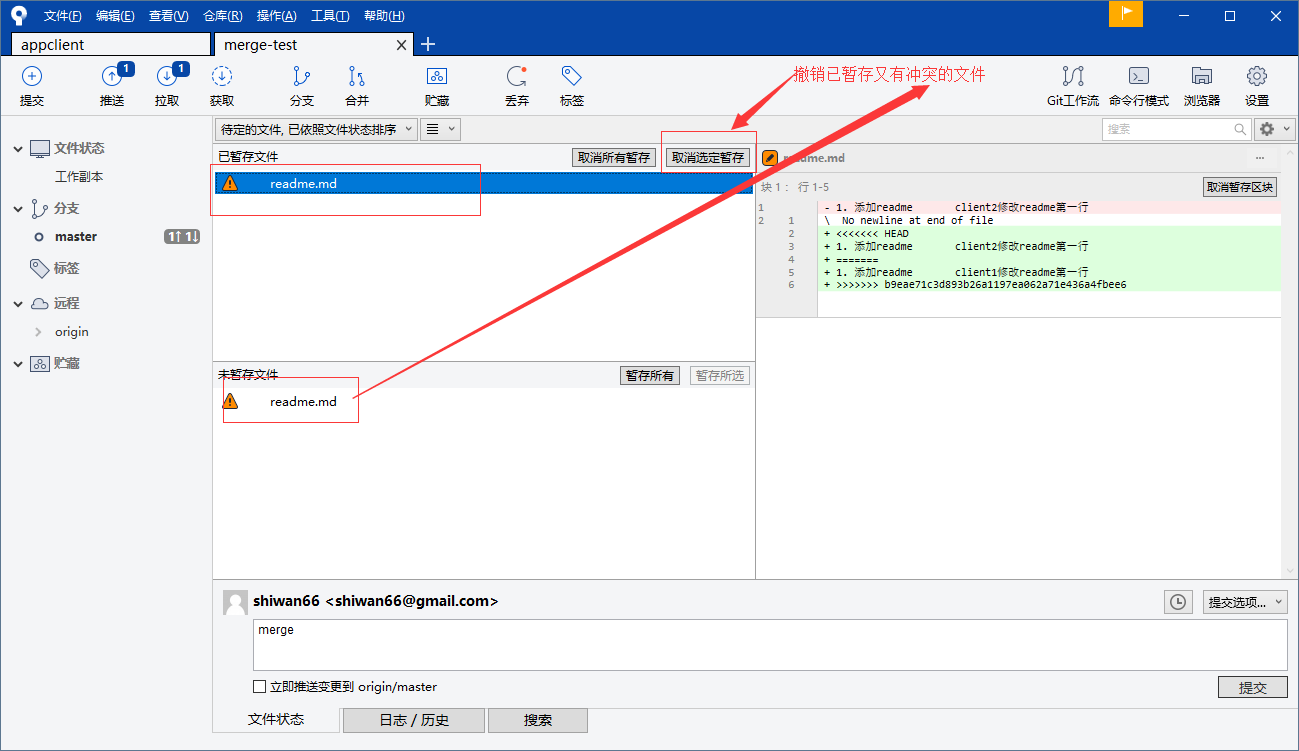 文件(F) 编辑(E) 查看(V) 仓库(R) 操作(A) 工具(T) 帮助(H)
appclient merge-test
1 1
提交 推送 拉取 获取 分支 合并 贮藏 丢弃 标签 Git工作流 命令行模式 浏览器 设置
撤销已暂存又有冲突的文件
待定的文件, 已依照文件状态排序 搜索
文件状态
工作副本
分支
master 1↑ 1↓
标签
远程
origin
贮藏
已暂存文件 取消所有暂存 取消选定暂存
readme.md
未暂存文件 暂存所有 暂存所选
readme.md
readme.md ...
块 1： 行 1-5 取消暂存区块
1 - 1. 添加readme client2修改readme第一行
2 1 \ No newline at end of file
2 + <<<<<<< HEAD
3 + 1. 添加readme client2修改readme第一行
4 + =======
5 + 1. 添加readme client1修改readme第一行
6 + >>>>>>> b9eae71c3d893b26a1197ea062a71e436a4fbee6
shiwan66 <shiwan66@gmail.com> 提交选项...
merge
立即推送变更到 origin/master 提交
文件状态 日志 / 历史 搜索